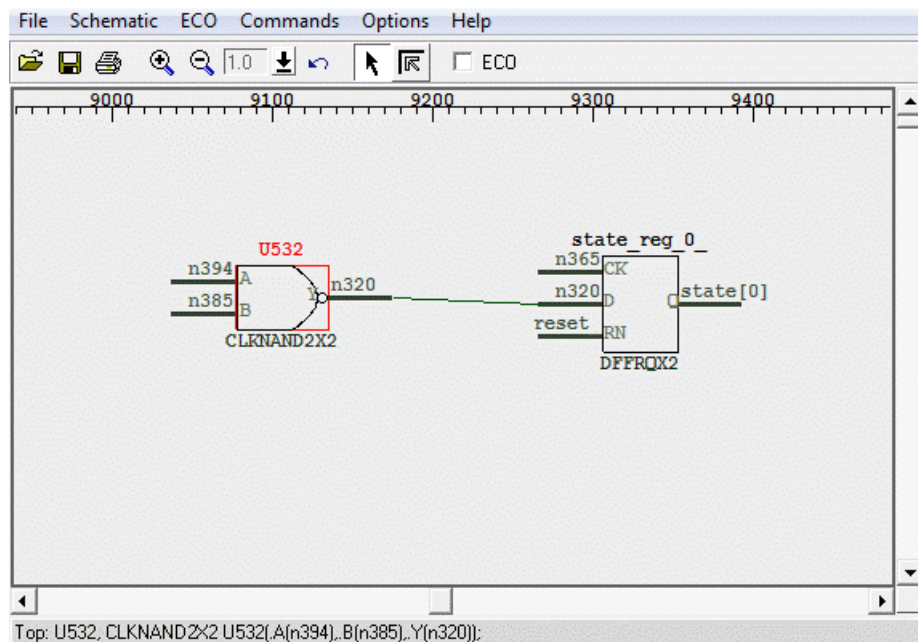 File Schematic ECO Commands Options Help
1.0 ECO
9000 9100 9200 9300 9400
U532
state_reg_0_
n394 A
n385 B
Y n320
CLKNAND2X2
n365 CK
n320 D
Q state[0]
reset RN
DFFRQX2
Top: U532, CLKNAND2X2 U532(.A(n394),.B(n385),.Y(n320));